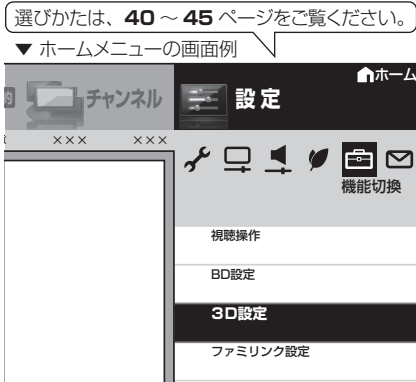 選びかたは、40～45 ページをご覧ください。
▼ ホームメニューの画面例
ホーム
チャンネル
設定
××× ×××
機能切換
視聴操作
BD設定
3D設定
ファミリンク設定